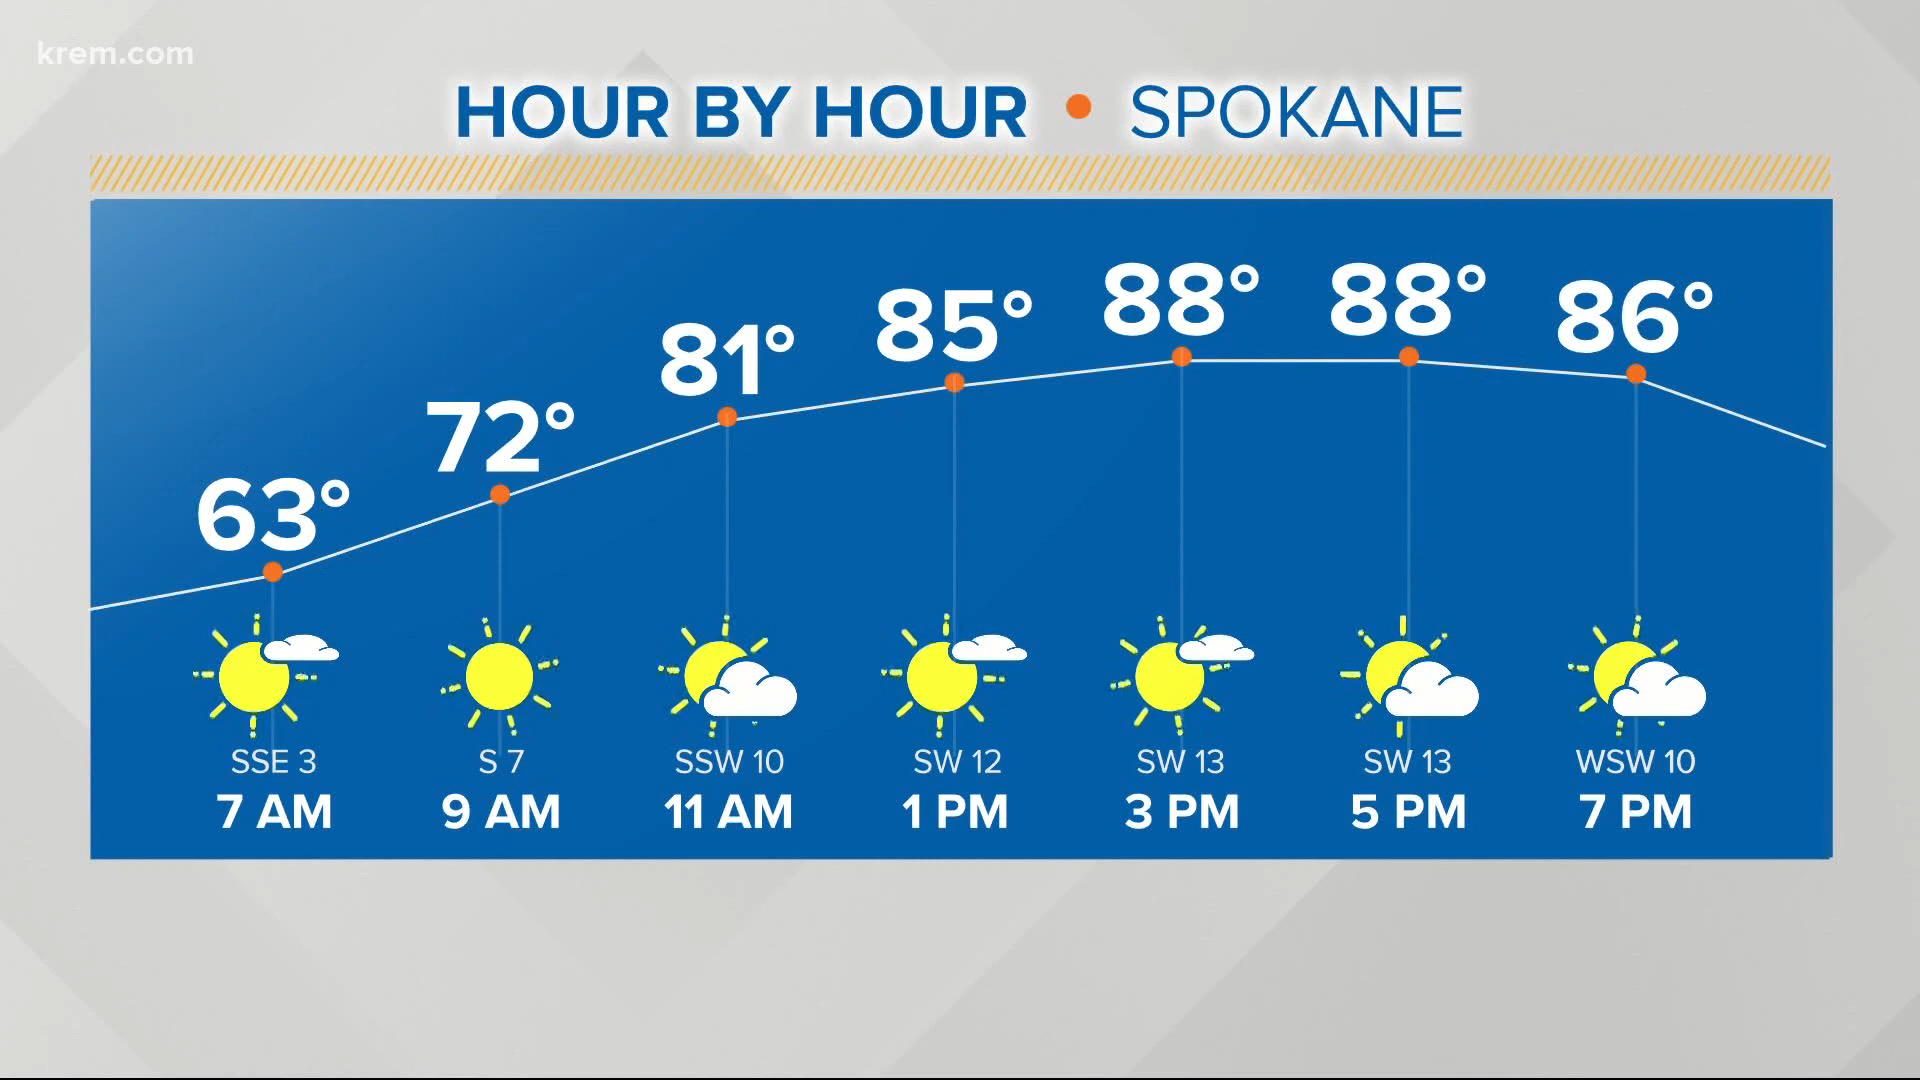 krem.com
HOUR BY HOUR • SPOKANE
63° 72° 81° 85° 88° 88° 86°
SSE 3 S 7 SSW 10 SW 12 SW 13 SW 13 WSW 10
7 AM 9 AM 11 AM 1 PM 3 PM 5 PM 7 PM